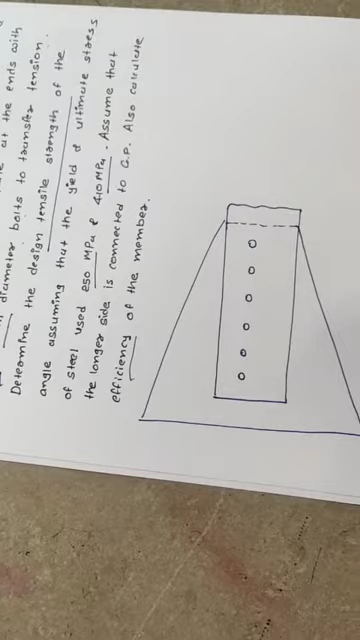 at the ends with
diameter bolts to transfer tension.
Determine the design tensile strength of the
angle assuming that the yield & ultimate stress
of steel used 250 MPa & 410 MPa. Assume that
the longer side is connected to G.P. Also calculate
efficiency of the member.